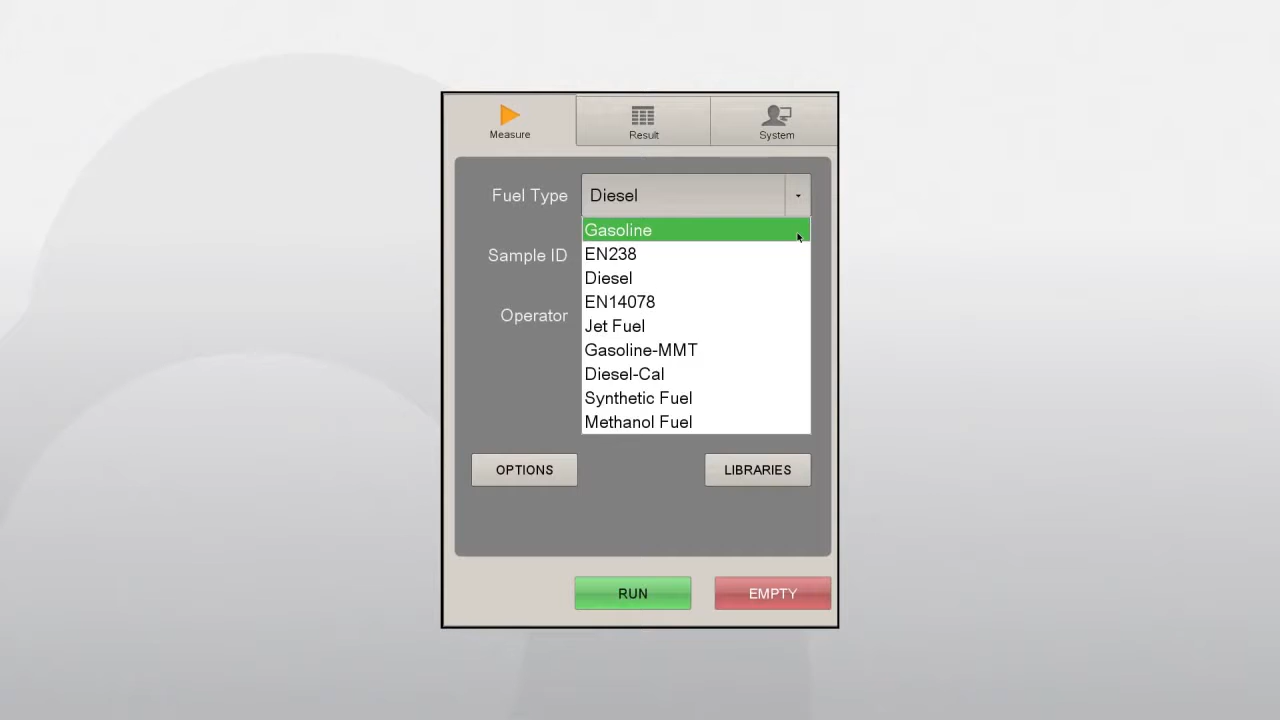 Measure
Result
System
Fuel Type
Diesel
Gasoline
EN238
Sample ID
Diesel
EN14078
Operator
Jet Fuel
Gasoline-MMT
Diesel-Cal
Synthetic Fuel
Methanol Fuel
OPTIONS
LIBRARIES
RUN
EMPTY